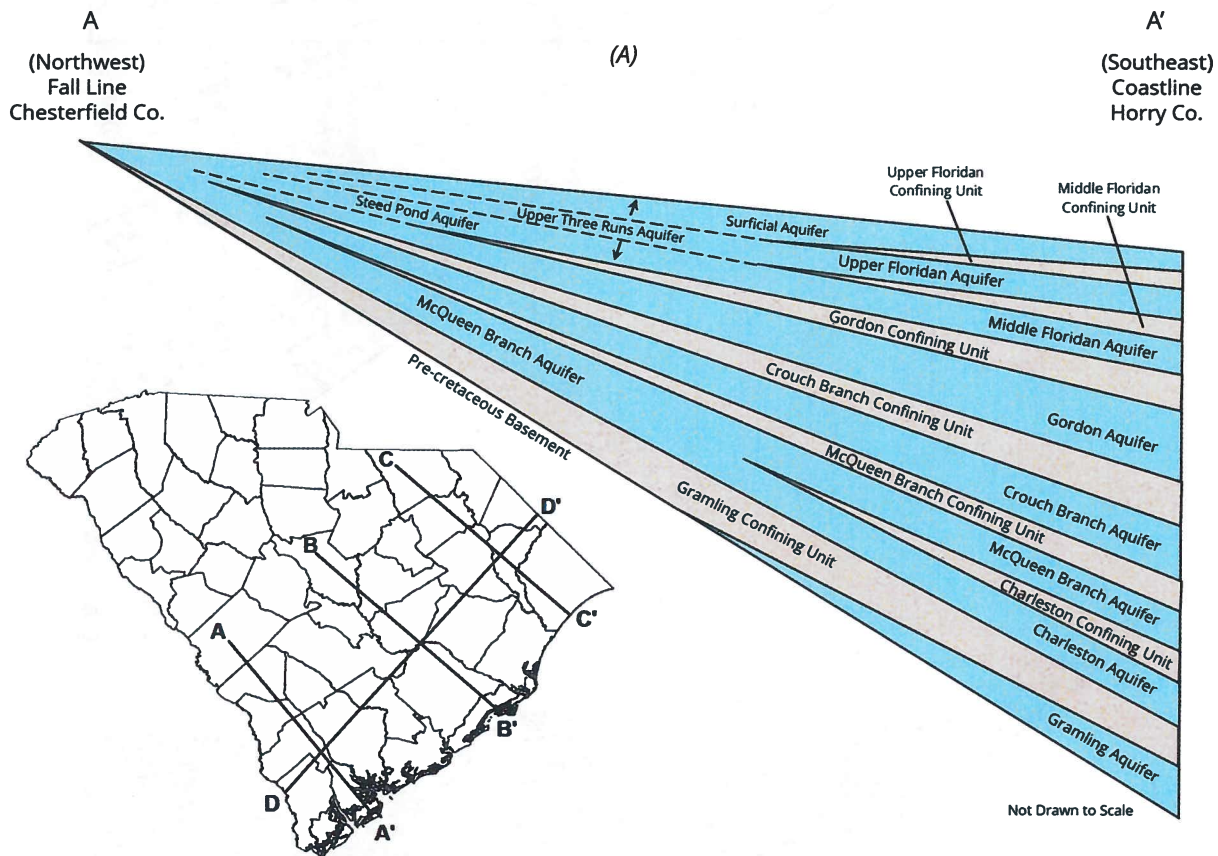 A
(Northwest)
Fall Line
Chesterfield Co.
(A)
A'
(Southeast)
Coastline
Horry Co.
Upper Floridan
Confining Unit
Middle Floridan
Confining Unit
Surficial Aquifer
Steed Pond Aquifer
Upper Three Runs Aquifer
Upper Floridan Aquifer
Middle Floridan Aquifer
Gordon Confining Unit
Gordon Aquifer
Crouch Branch Confining Unit
Crouch Branch Aquifer
McQueen Branch Aquifer
McQueen Branch Confining Unit
McQueen Branch Aquifer
Charleston Confining Unit
Charleston Aquifer
Pre-cretaceous Basement
Gramling Confining Unit
Gramling Aquifer
Not Drawn to Scale
C
D'
B
A
C'
B'
D
A'